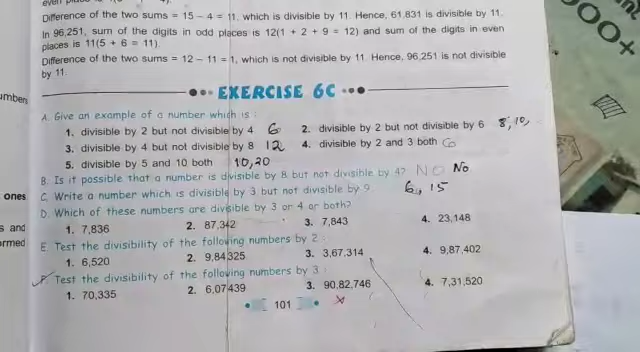 Difference of the two sums = 15 – 4 = 11. which is divisible by 11. Hence, 61,831 is divisible by 11.
In 96,251, sum of the digits in odd places is 12(1 + 2 + 9 = 12) and sum of the digits in even
places is 11(5 + 6 = 11).
Difference of the two sums = 12 – 11 = 1, which is not divisible by 11. Hence, 96,251 is not divisible
by 11.
EXERCISE 6C
A. Give an example of a number which is :
1. divisible by 2 but not divisible by 4 6 2. divisible by 2 but not divisible by 6 8,10,
3. divisible by 4 but not divisible by 8 12 4. divisible by 2 and 3 both 6
5. divisible by 5 and 10 both 10,20
B. Is it possible that a number is divisible by 8 but not divisible by 4? NO No
C. Write a number which is divisible by 3 but not divisible by 9. 6, 15
D. Which of these numbers are divisible by 3 or 4 or both?
1. 7,836 2. 87,342 3. 7,843 4. 23,148
E. Test the divisibility of the following numbers by 2 :
1. 6,520 2. 9,84,325 3. 3,67,314 4. 9,87,402
F. Test the divisibility of the following numbers by 3 :
1. 70,335 2. 6,07,439 3. 90,82,746 4. 7,31,520
101
ones
s and
ormed
umbers
00+